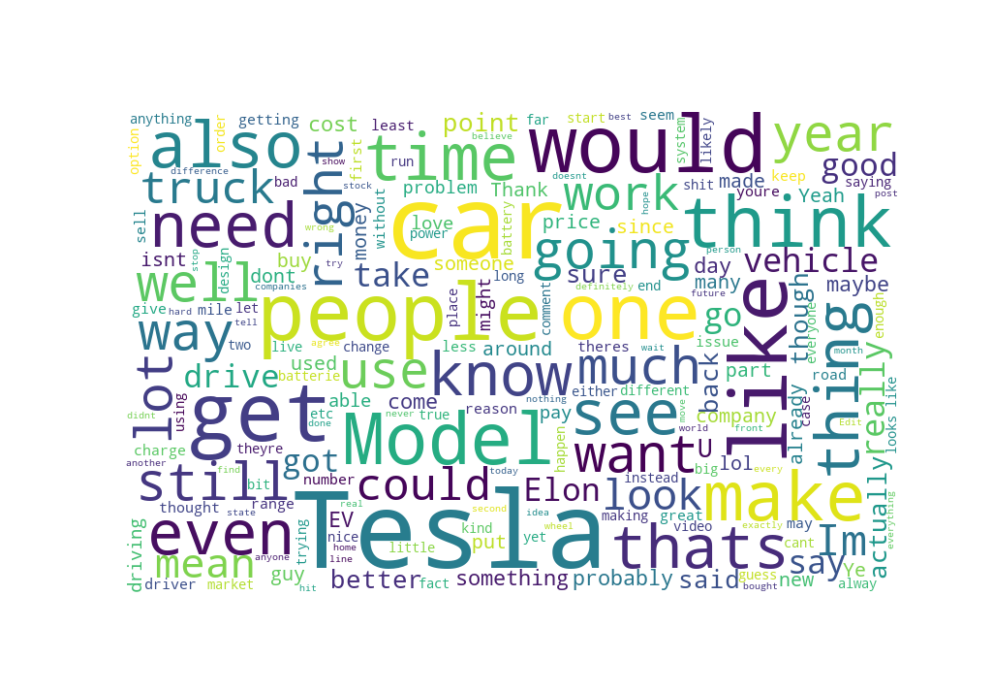 anything
getting
cost
least
point
far
start
seem
best
likely
year
also
option
order
difference
truck
bad
right
first
show
run
time
believe
would
doesnt
system
keep
good
saying
post
Yeah
stock
without
problem
Thank
work
shit
made
youre
car
think
need
sell
wrong
money
love
power
battery
price
since
hope
person
isnt
stop
buy
try
someone
long
going
sure
day
many
vehicle
well
companies
design
dont
take
place
might
comment
definitely
end
future
maybe
give
hard
mile
let
tell
people
one
go
like
though
everyone
thing
enough
way
two
live
agree
change
less
around
theres
wait
issue
month
really
lot
drive
used
batterie
use
know
much
back
part
road
either
different
move
able
come
reason
nothing
didnt
using
get
etc
done
never
true
pay
see
world
company
front
already
case
Edit
looks like
another
charge
theyre
got
Model
happen
want
U
big
lol
every
still
find
bit
number
today
could
Elon
instead
look
great
make
actually
everything
thought
state
range
real
second
idea
wheel
making
video
exactly
may
driving
even
trying
EV
nice
home
line
Tesla
kind
put
yet
thats
cant
Im
say
mean
anyone
guy
hit
little
better
fact
something
probably
said
guess
bought
new
Ye
alway
driver
market